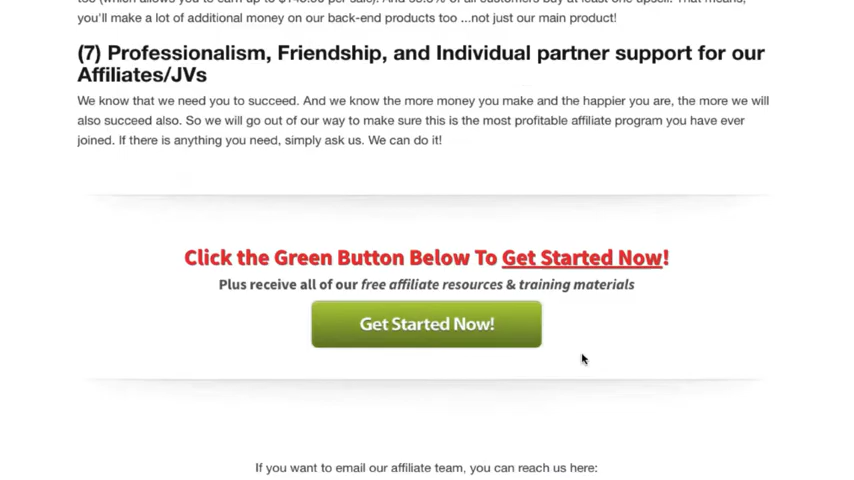 you'll make a lot of additional money on our back-end products too ...not just our main product!
(7) Professionalism, Friendship, and Individual partner support for our
Affiliates/JVs
We know that we need you to succeed. And we know the more money you make and the happier you are, the more we will
also succeed also. So we will go out of our way to make sure this is the most profitable affiliate program you have ever
joined. If there is anything you need, simply ask us. We can do it!
Click the Green Button Below To Get Started Now!
Plus receive all of our free affiliate resources & training materials
Get Started Now!
If you want to email our affiliate team, you can reach us here: